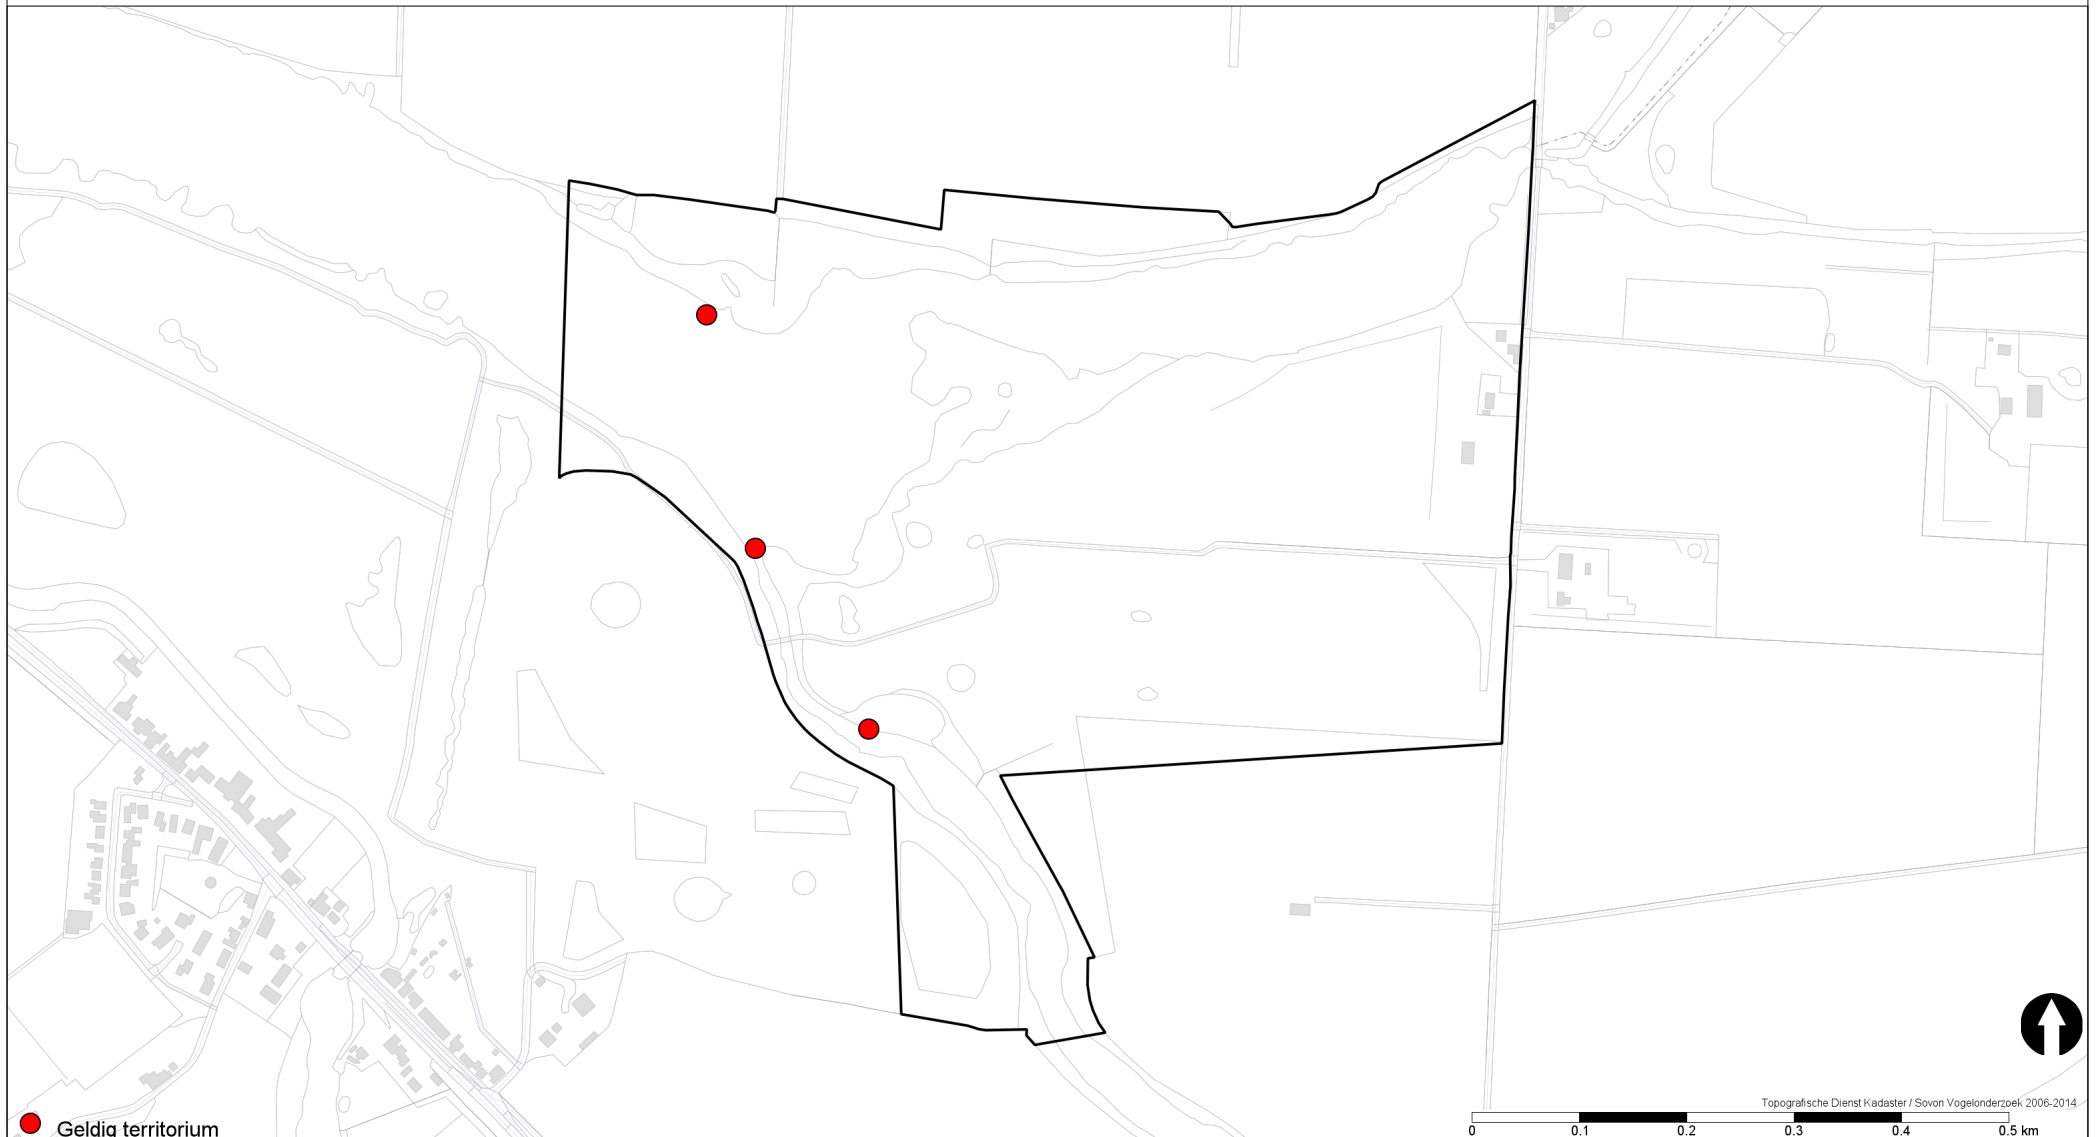 Topografische Dienst Kadaster / Sovon Vogelonderzoek 2006-2014
Geldig territorium
0 0.1 0.2 0.3 0.4 0.5 km